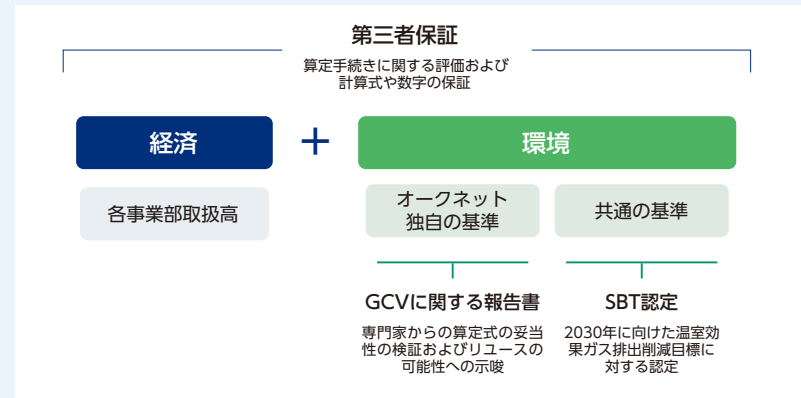 第三者保証
算定手続きに関する評価および
計算式や数字の保証
経済
+
環境
各事業部取扱高
オークネット
独自の基準
共通の基準
GCVに関する報告書
専門家からの算定式の妥当
性の検証およびリユースの
可能性への示唆
SBT認定
2030年に向けた温室効
果ガス排出削減目標に
対する認定